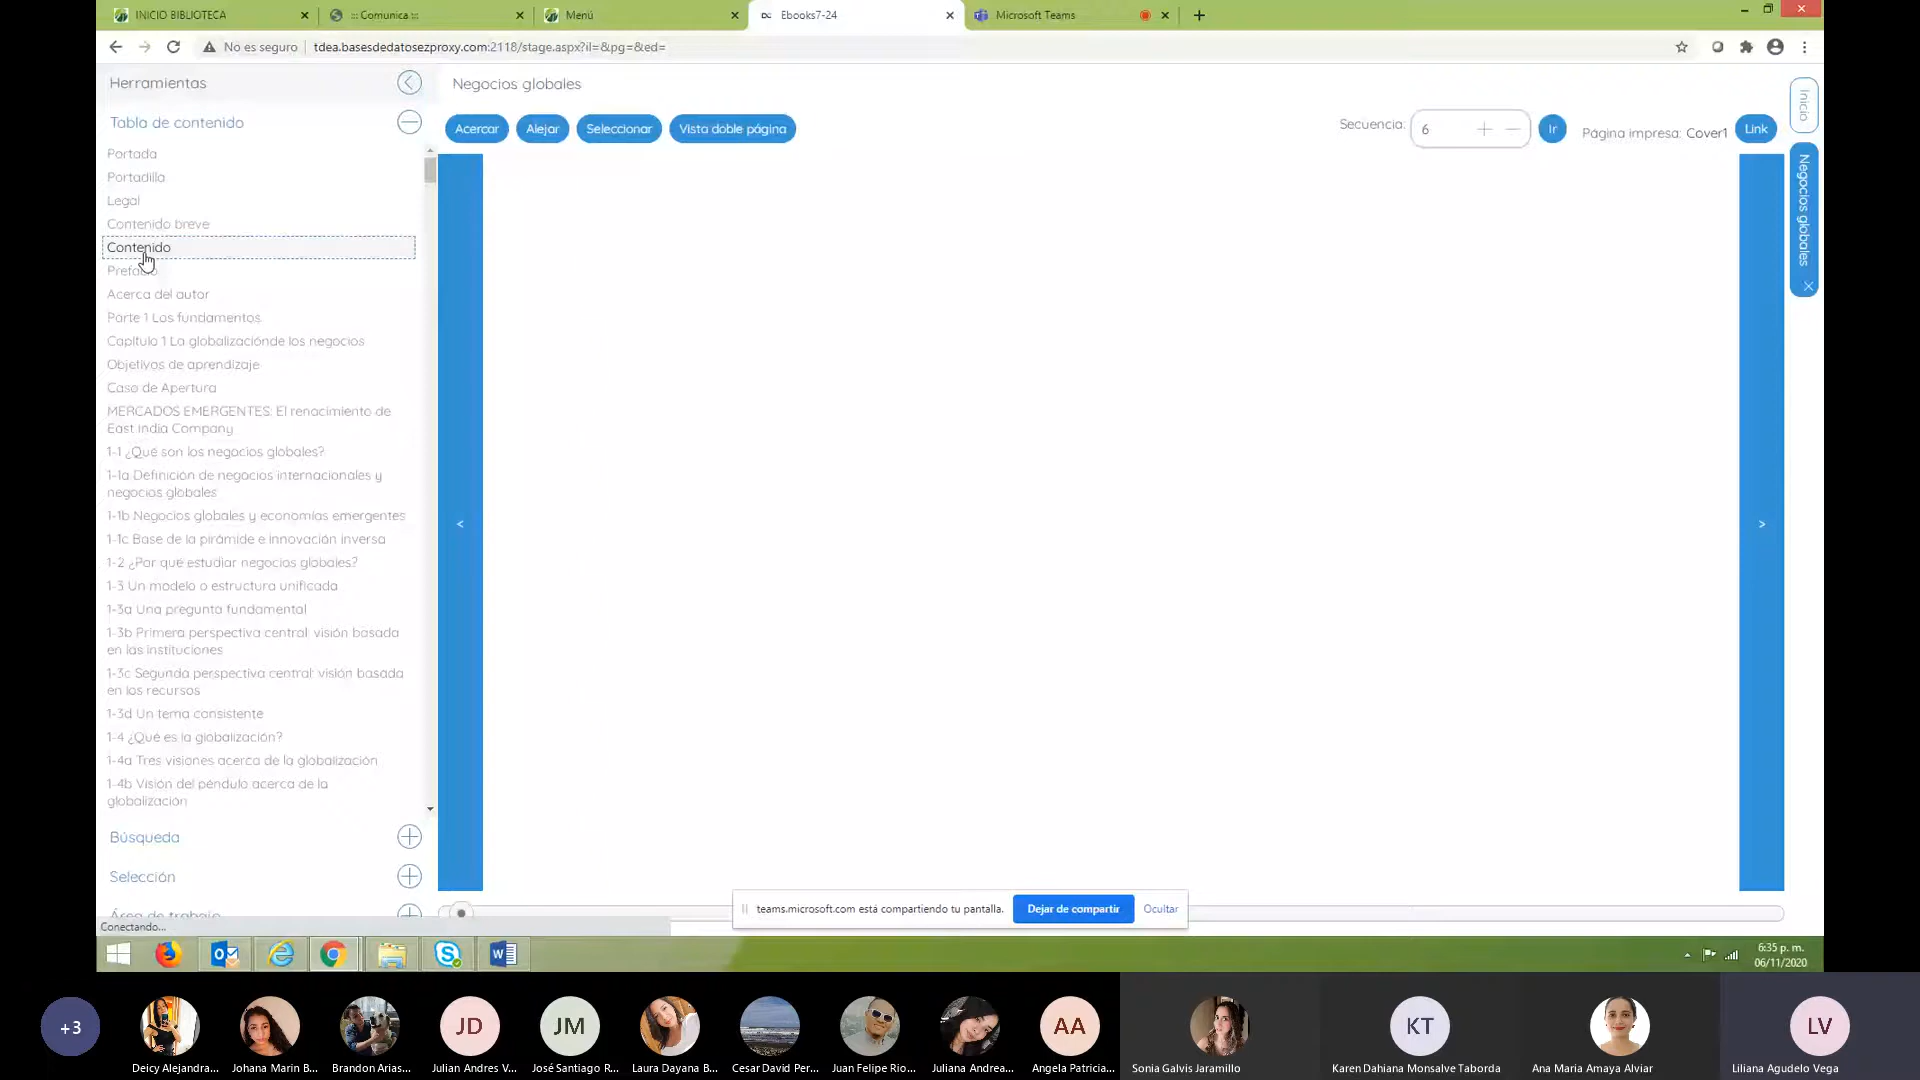 INICIO BIBLIOTECA
::: Comunica :::
Menú
Ebooks7-24
Microsoft Teams
No es seguro
tdea.basesdedatosezproxy.com:2118/stage.aspx?il=&pg=&ed=
Herramientas
Negocios globales
Tabla de contenido
Acercar
Alejar
Seleccionar
Vista doble página
Secuencia:
6
Ir
Página impresa: Cover1
Link
Inicio
Negocios globales
Portada
Portadilla
Legal
Contenido breve
Contenido
Prefacio
Acerca del autor
Parte 1 Los fundamentos
Capítulo 1 La globalizaciónde los negocios
Objetivos de aprendizaje
Caso de Apertura
MERCADOS EMERGENTES: El renacimiento de
East India Company
1-1 ¿Qué son los negocios globales?
1-1a Definición de negocios internacionales y
negocios globales
1-1b Negocios globales y economías emergentes
1-1c Base de la pirámide e innovación inversa
1-2 ¿Por qué estudiar negocios globales?
1-3 Un modelo o estructura unificada
1-3a Una pregunta fundamental
1-3b Primera perspectiva central: visión basada
en las instituciones
1-3c Segunda perspectiva central: visión basada
en los recursos
1-3d Un tema consistente
1-4 ¿Qué es la globalización?
1-4a Tres visiones acerca de la globalización
1-4b Visión del péndulo acerca de la
globalización
<
>
Búsqueda
Selección
Área de trabajo
Conectando...
teams.microsoft.com está compartiendo tu pantalla.
Dejar de compartir
Ocultar
6:35 p. m.
06/11/2020
+3
JD
JM
AA
KT
LV
Deicy Alejandra...
Johana Marin B...
Brandon Arias...
Julian Andres V...
José Santiago R...
Laura Dayana B...
Cesar David Per...
Juan Felipe Rio...
Juliana Andrea...
Angela Patricia...
Sonia Galvis Jaramillo
Karen Dahiana Monsalve Taborda
Ana Maria Amaya Alviar
Liliana Agudelo Vega